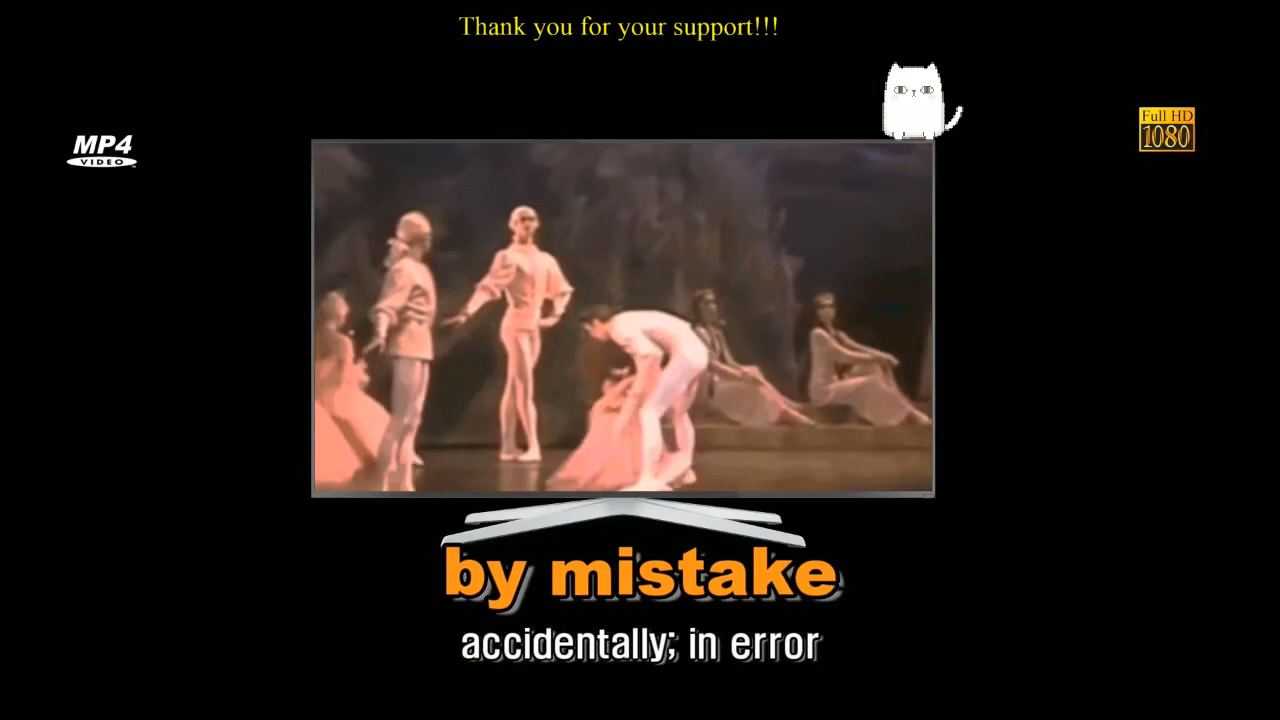 Thank you for your support!!!
MP4
VIDEO
Full HD
1080
by mistake
accidentally; in error